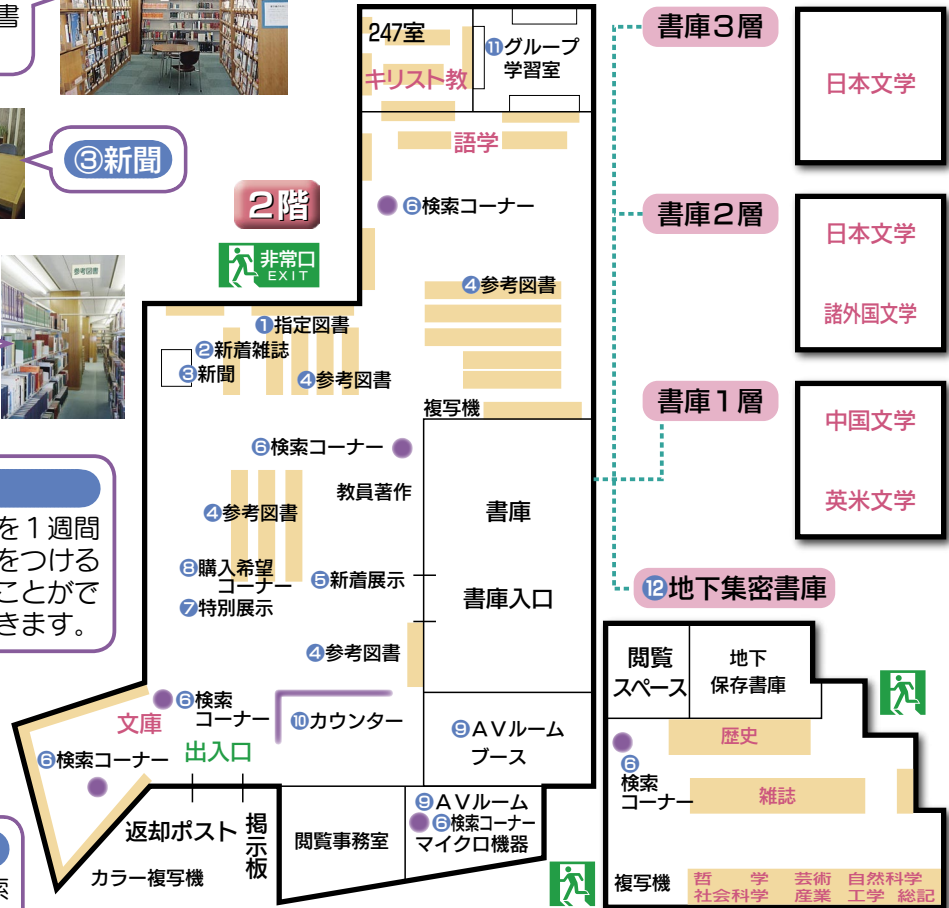 書
247室
キリスト教
⑪グループ
学習室
語学
③新聞
2階
非常口
EXIT
⑥検索コーナー
参考図書
④参考図書
①指定図書
②新着雑誌
③新聞
④参考図書
複写機
⑥検索コーナー
教員著作
④参考図書
書庫
⑧購入希望
コーナー
⑤新着展示
⑦特別展示
書庫入口
④参考図書
を1週間
をつける
ことがで
きます。
⑥検索
コーナー
文庫
⑩カウンター
⑨AVルーム
ブース
⑥検索コーナー
出入口
返却ポスト
掲示板
カラー複写機
閲覧事務室
⑨AVルーム
⑥検索コーナー
マイクロ機器
索
書庫3層
日本文学
書庫2層
日本文学
諸外国文学
書庫1層
中国文学
英米文学
⑫地下集密書庫
閲覧
スペース
地下
保存書庫
歴史
⑥
検索
コーナー
雑誌
複写機
哲学 芸術 自然科学
社会科学 産業 工学 総記